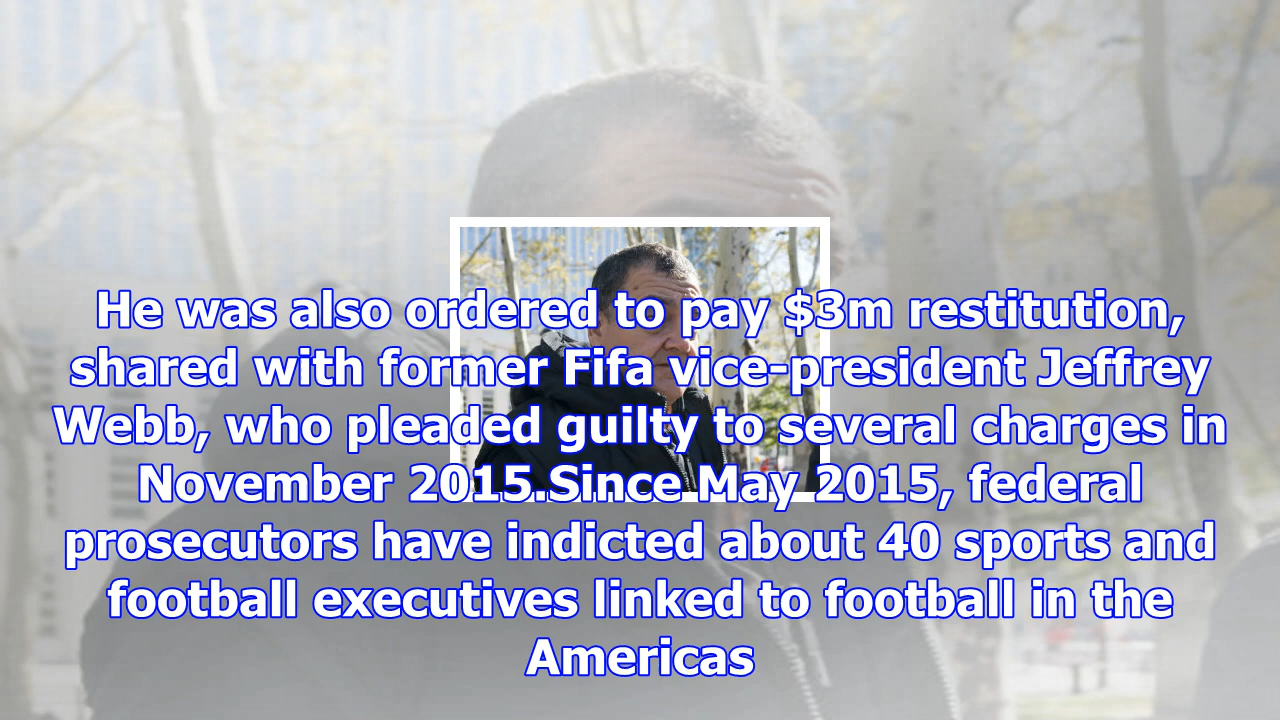 He was also ordered to pay $3m restitution,
shared with former Fifa vice-president Jeffrey
Webb, who pleaded guilty to several charges in
November 2015.Since May 2015, federal
prosecutors have indicted about 40 sports and
football executives linked to football in the
Americas